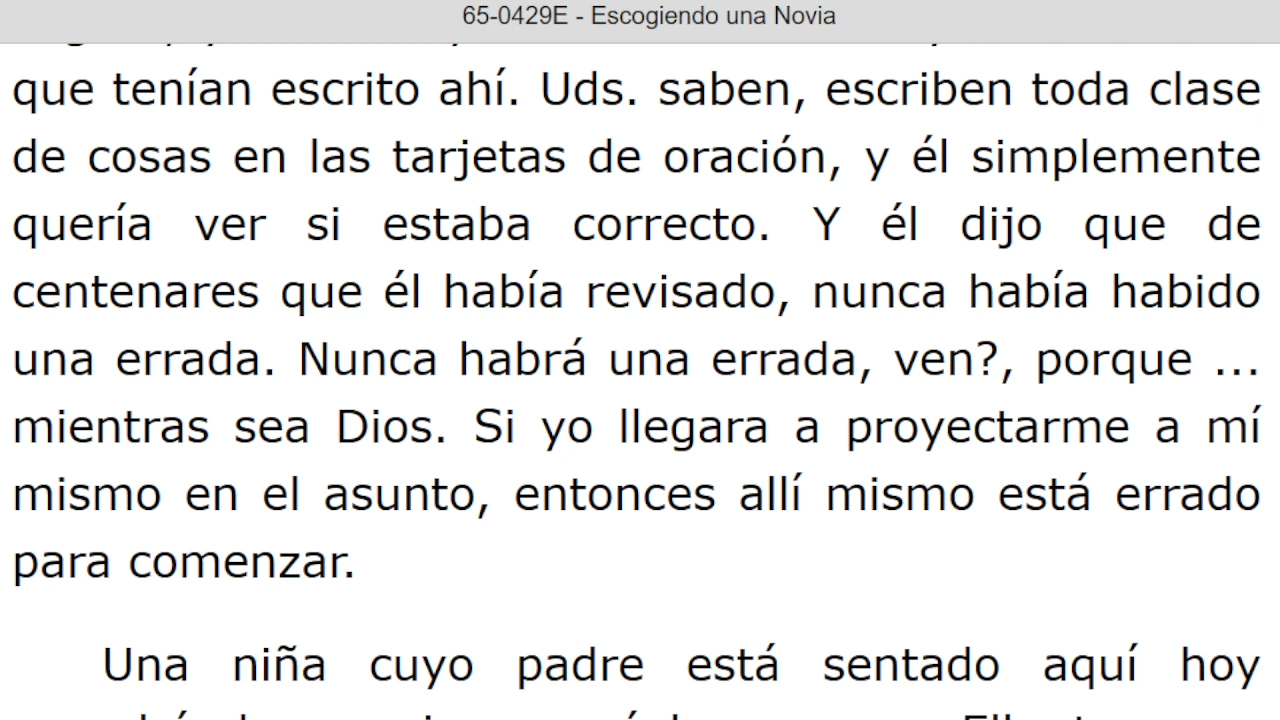 65-0429E - Escogiendo una Novia
que tenían escrito ahí. Uds. saben, escriben toda clase
de cosas en las tarjetas de oración, y él simplemente
quería ver si estaba correcto. Y él dijo que de
centenares que él había revisado, nunca había habido
una errada. Nunca habrá una errada, ven?, porque ...
mientras sea Dios. Si yo llegara a proyectarme a mí
mismo en el asunto, entonces allí mismo está errado
para comenzar.
Una niña cuyo padre está sentado aquí hoy